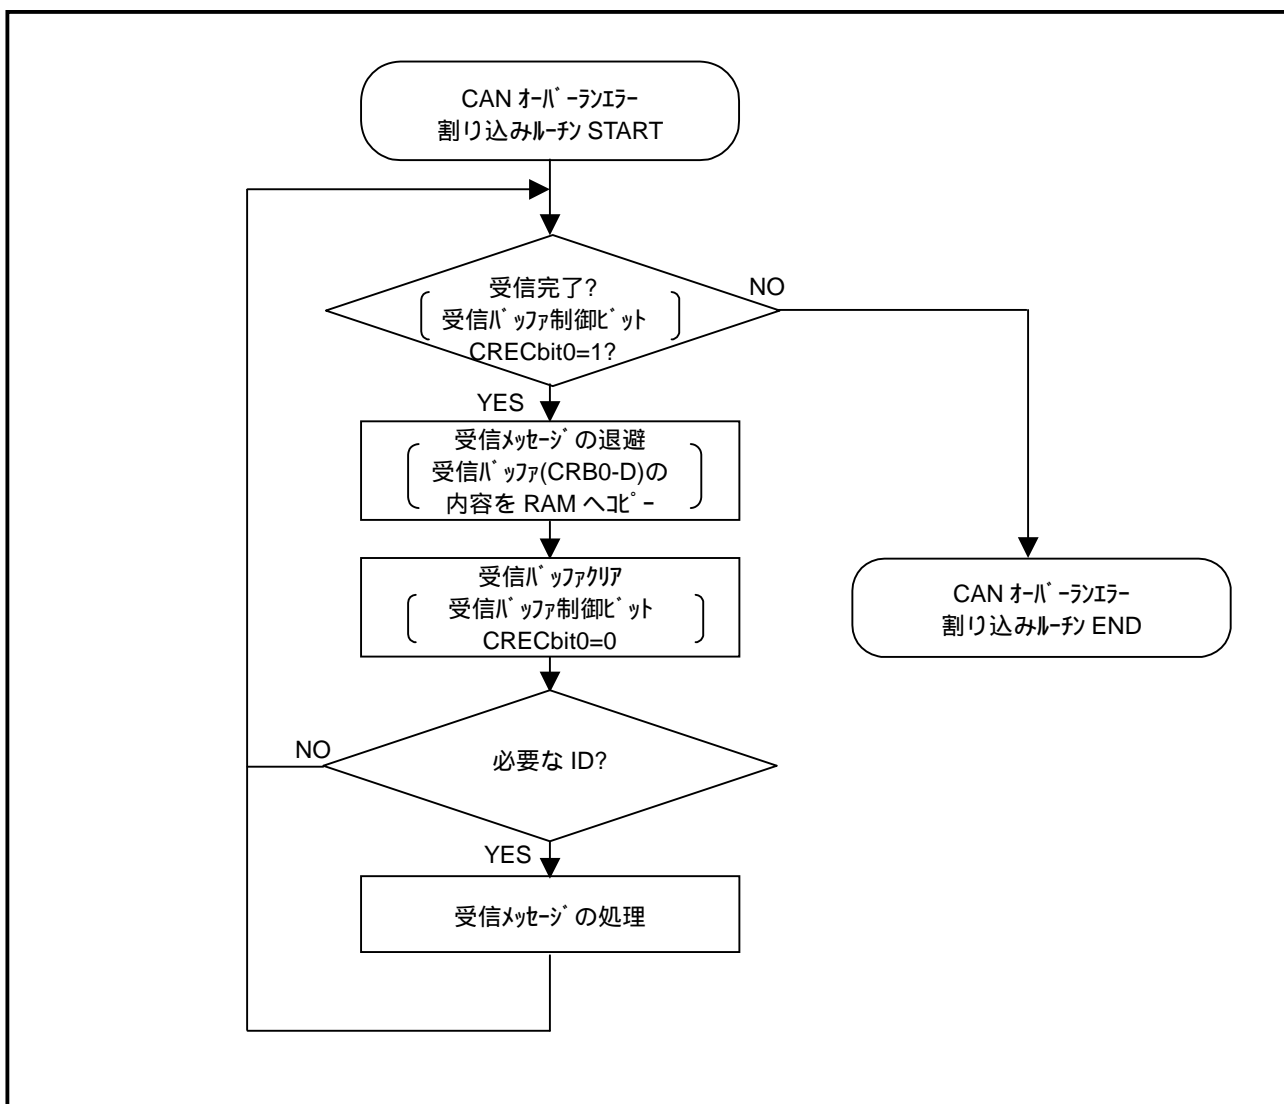 CAN ｵｰﾊﾞｰﾗﾝｴﾗｰ
割り込みﾙｰﾁﾝ START
受信完了?
受信ﾊﾞｯﾌｧ制御ﾋﾞｯﾄ
CRECbit0=1?
NO
YES
受信ﾒｯｾｰｼﾞの退避
受信ﾊﾞｯﾌｧ(CRB0-D)の
内容を RAM へｺﾋﾟｰ
受信ﾊﾞｯﾌｧｸﾘｱ
受信ﾊﾞｯﾌｧ制御ﾋﾞｯﾄ
CRECbit0=0
CAN ｵｰﾊﾞｰﾗﾝｴﾗｰ
割り込みﾙｰﾁﾝ END
NO
必要な ID?
YES
受信ﾒｯｾｰｼﾞの処理